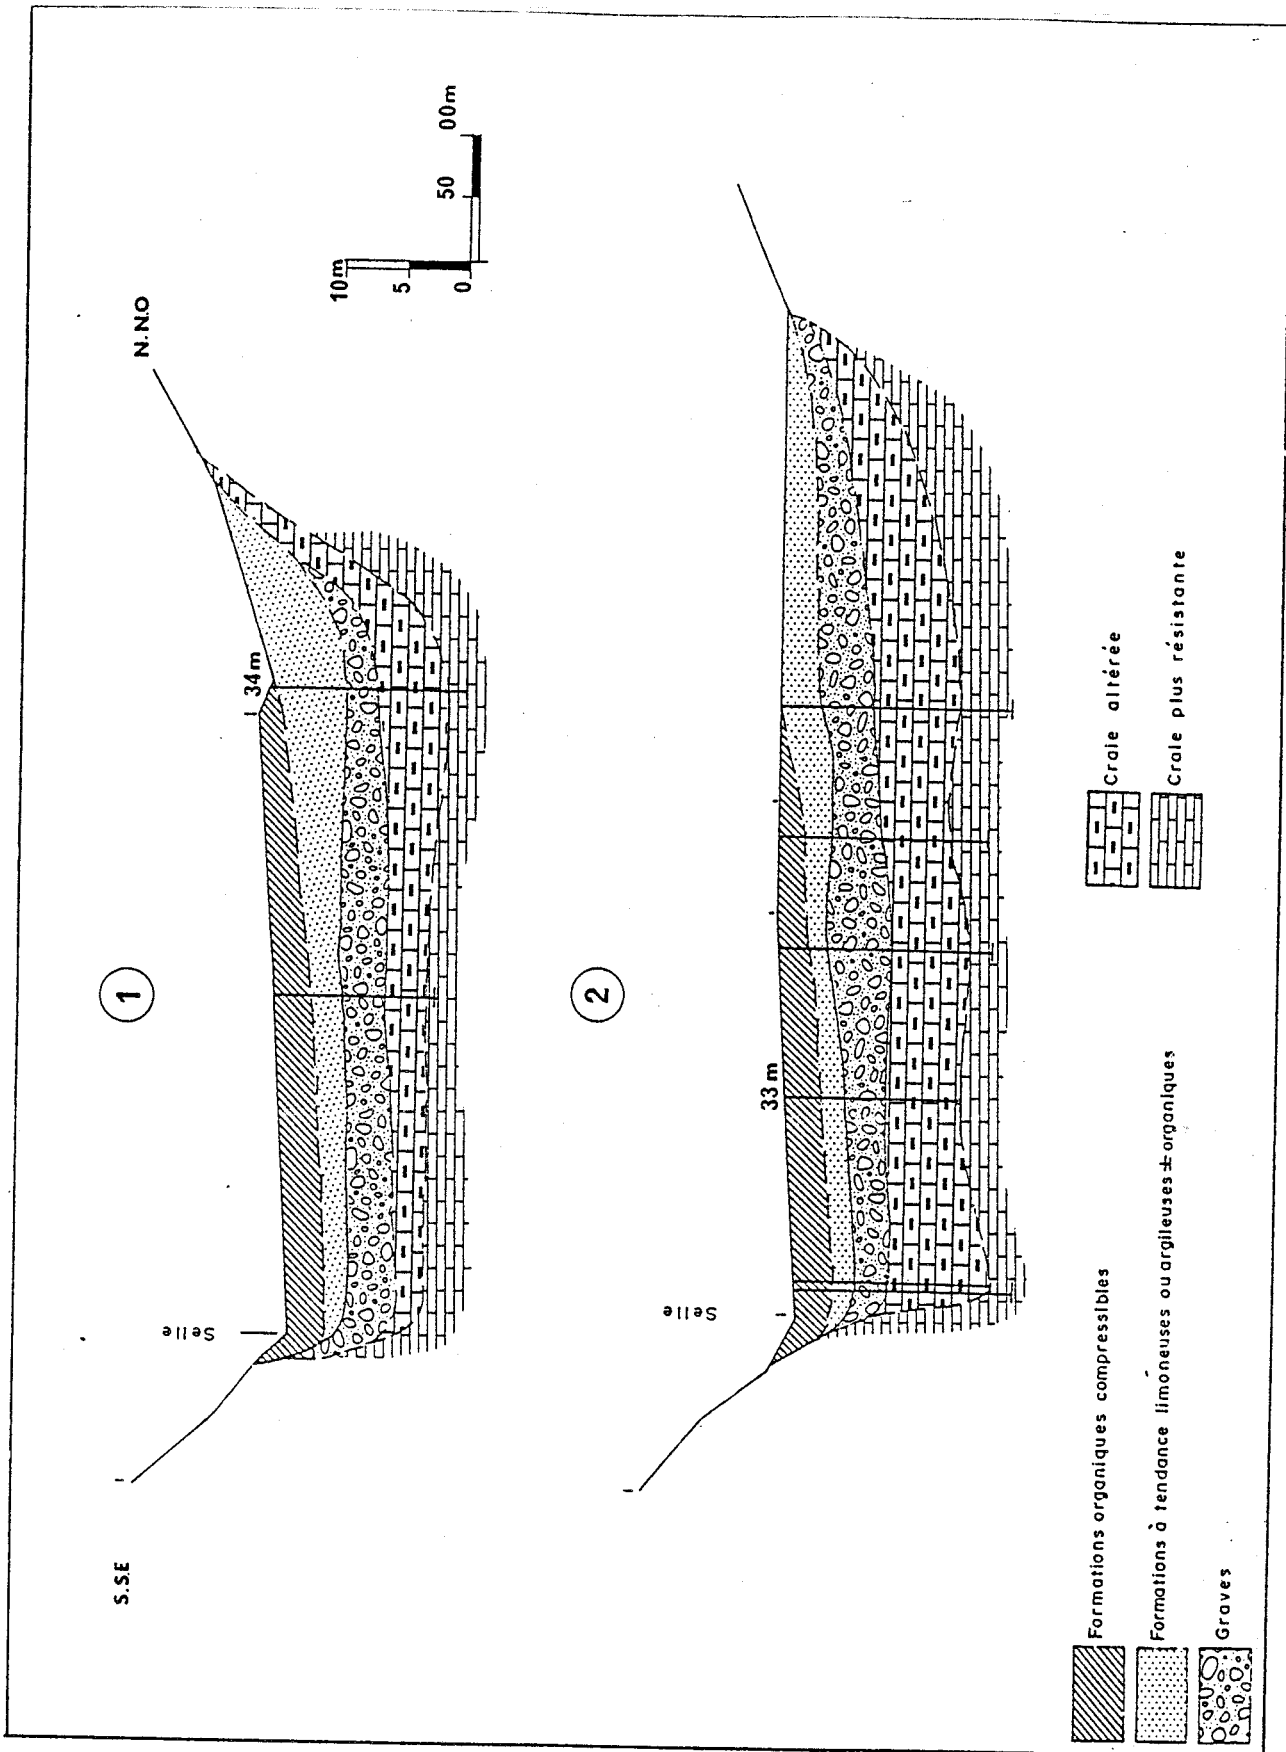 S.S.E
N.N.O
1
Selle
34m
10m
5
0
50
00m
2
Selle
33m
Formations organiques compressibles
Formations à tendance limoneuses ou argileuses ± organiques
Graves
Craie altérée
Craie plus résistante